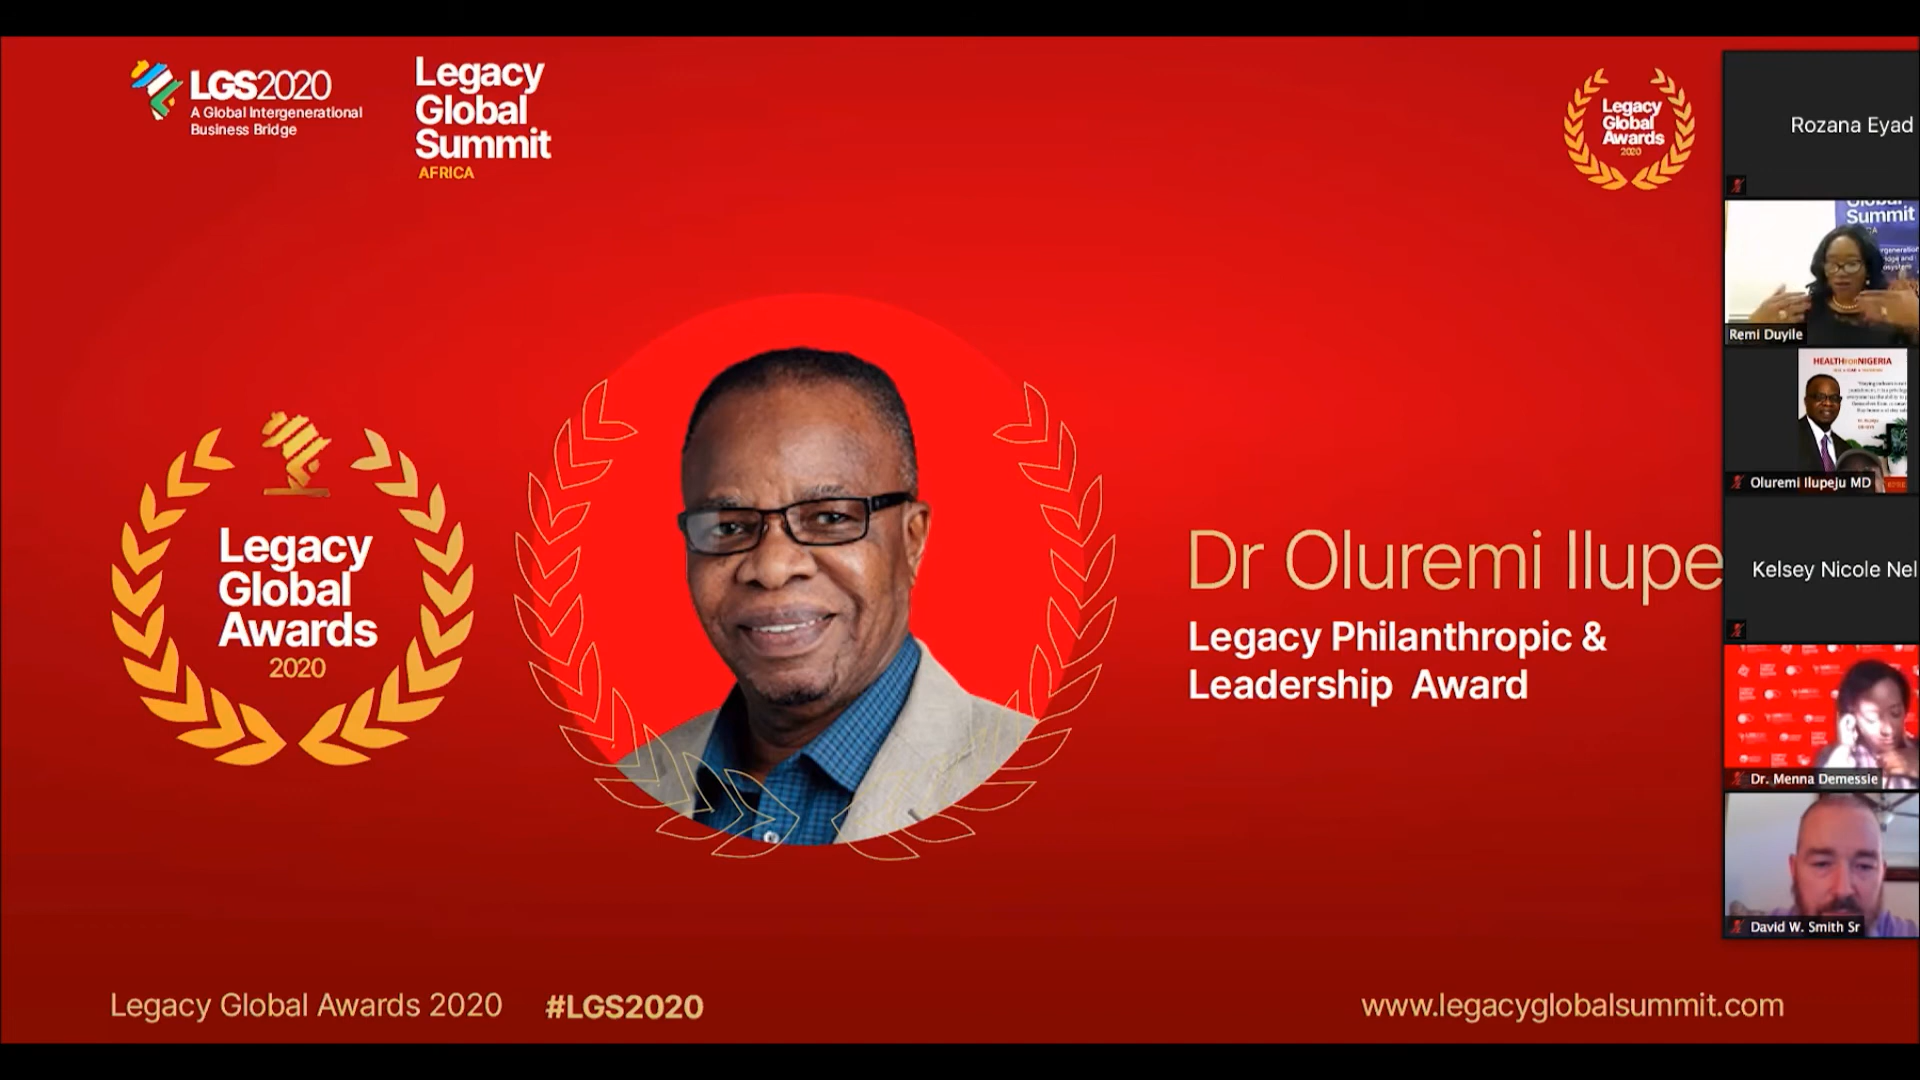 LGS2020
A Global Intergenerational
Business Bridge
Legacy
Global
Summit
AFRICA
Legacy
Global
Awards
2020
Legacy
Global
Awards
2020
Dr Oluremi Ilupe
Legacy Philanthropic &
Leadership Award
Legacy Global Awards 2020
#LGS2020
www.legacyglobalsummit.com
Rozana Eyad
Global
Summit
Remi Duyile
HEALTHFORNIGERIA
Oluremi Ilupeju MD
Kelsey Nicole Nel
Dr. Menna Demessie
David W. Smith Sr